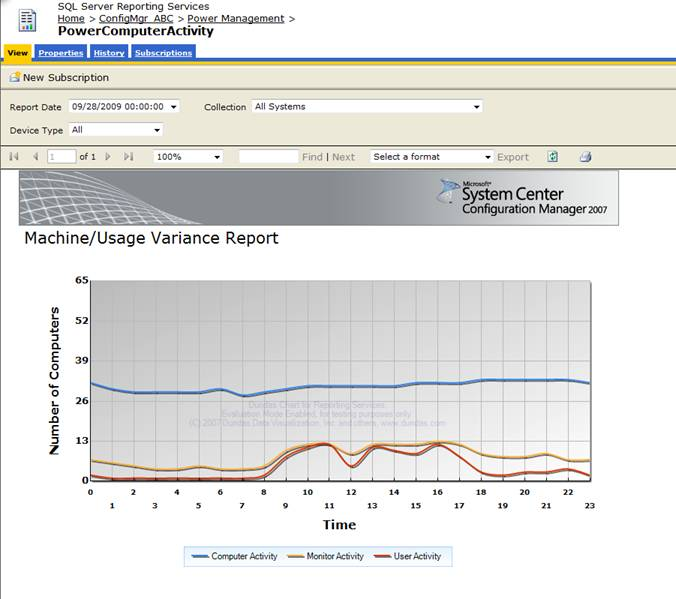 SQL Server Reporting Services
Home > ConfigMgr_ABC > Power Management >
PowerComputerActivity
View Properties History Subscriptions
New Subscription
Report Date 09/28/2009 00:00:00 Collection All Systems
Device Type All
1 of 1 100% Find | Next Select a format Export
Microsoft®
System Center
Configuration Manager 2007
Machine/Usage Variance Report
65
52
39
26
13
0
Number of Computers
Dundas Chart for Reporting Services
Evaluation Mode Enabled, for testing purposes only.
(C) 2007 Dundas Data Visualization, Inc. and others, www.dundas.com
0 2 4 6 8 10 12 14 16 18 20 22
1 3 5 7 9 11 13 15 17 19 21 23
Time
Computer Activity Monitor Activity User Activity